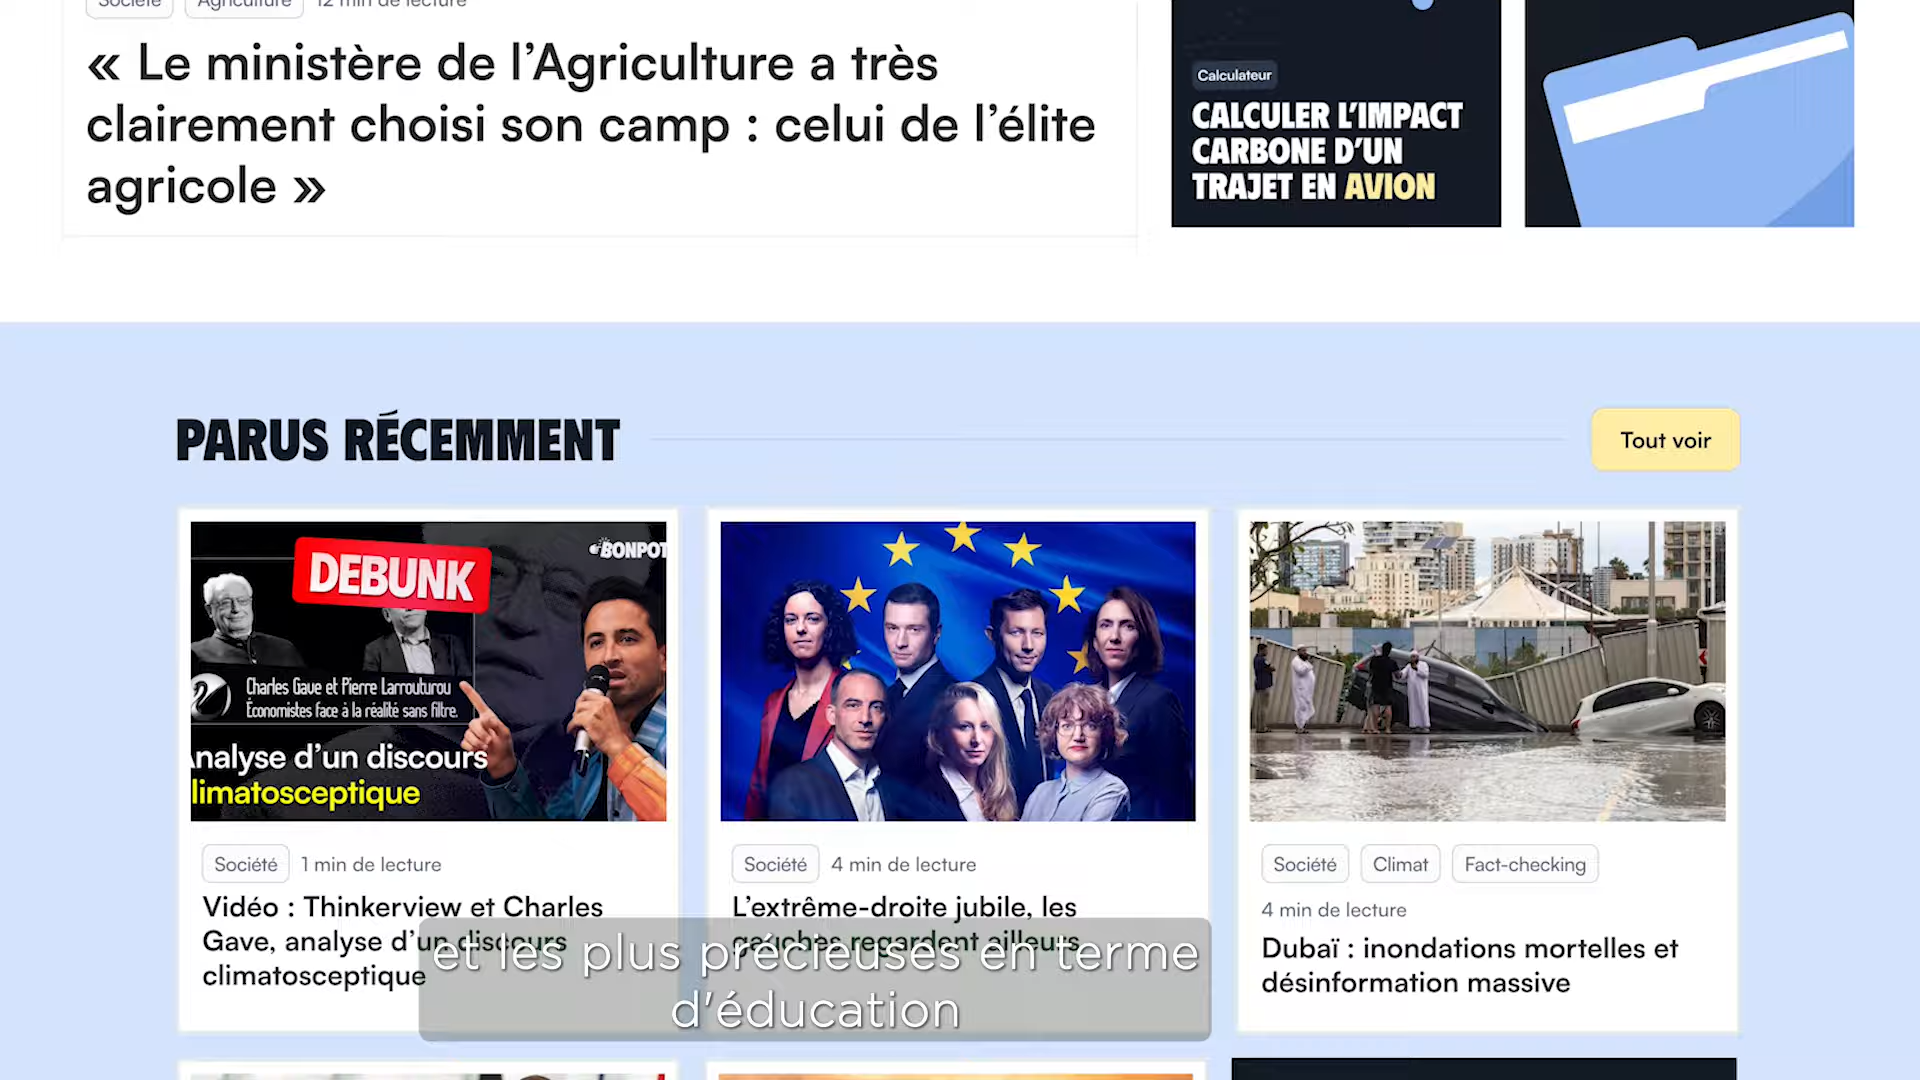 Société Agriculture 12 min de lecture
« Le ministère de l’Agriculture a très
clairement choisi son camp : celui de l’élite
agricole »
Calculateur
CALCULER L’IMPACT
CARBONE D’UN
TRAJET EN AVION
PARUS RÉCEMMENT
Tout voir
BONPOT
DEBUNK
Charles Gave et Pierre Larrouturou
Économistes face à la réalité sans filtre.
nalyse d’un discours
limatosceptique
Société 1 min de lecture
Vidéo : Thinkerview et Charles
Gave, analyse d’un discours
climatosceptique
Société 4 min de lecture
L’extrême-droite jubile, les
gauches regardent ailleurs
Société Climat Fact-checking
4 min de lecture
Dubaï : inondations mortelles et
désinformation massive
et les plus précieuses en terme
d'éducation